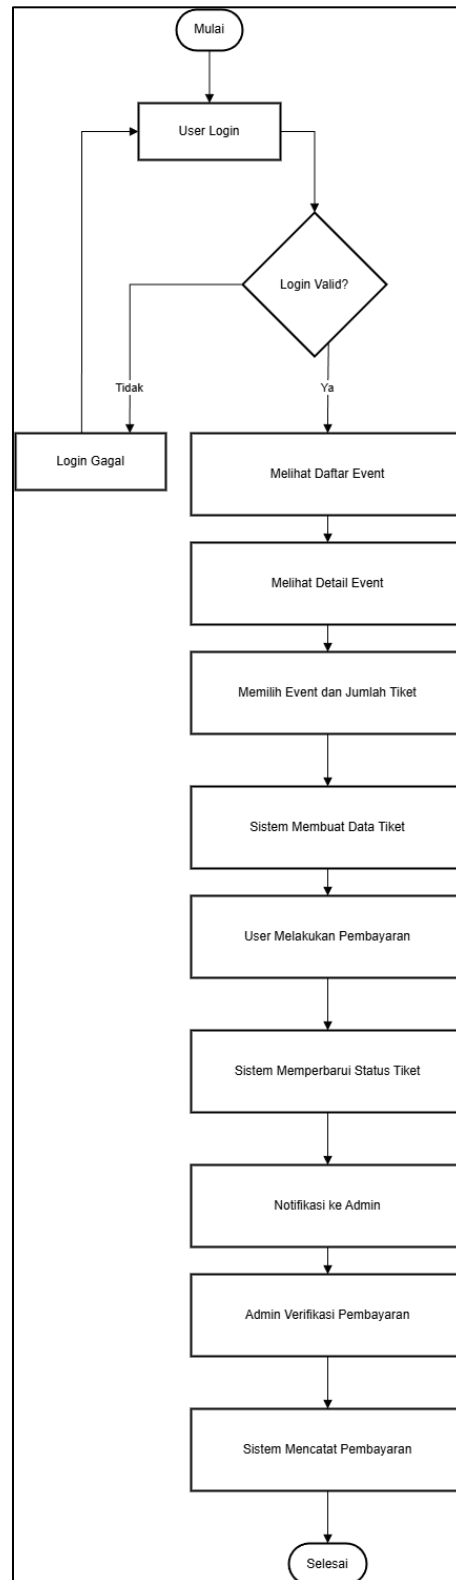 Mulai
User Login
Login Valid?
Tidak
Ya
Login Gagal
Melihat Daftar Event
Melihat Detail Event
Memilih Event dan Jumlah Tiket
Sistem Membuat Data Tiket
User Melakukan Pembayaran
Sistem Memperbarui Status Tiket
Notifikasi ke Admin
Admin Verifikasi Pembayaran
Sistem Mencatat Pembayaran
Selesai